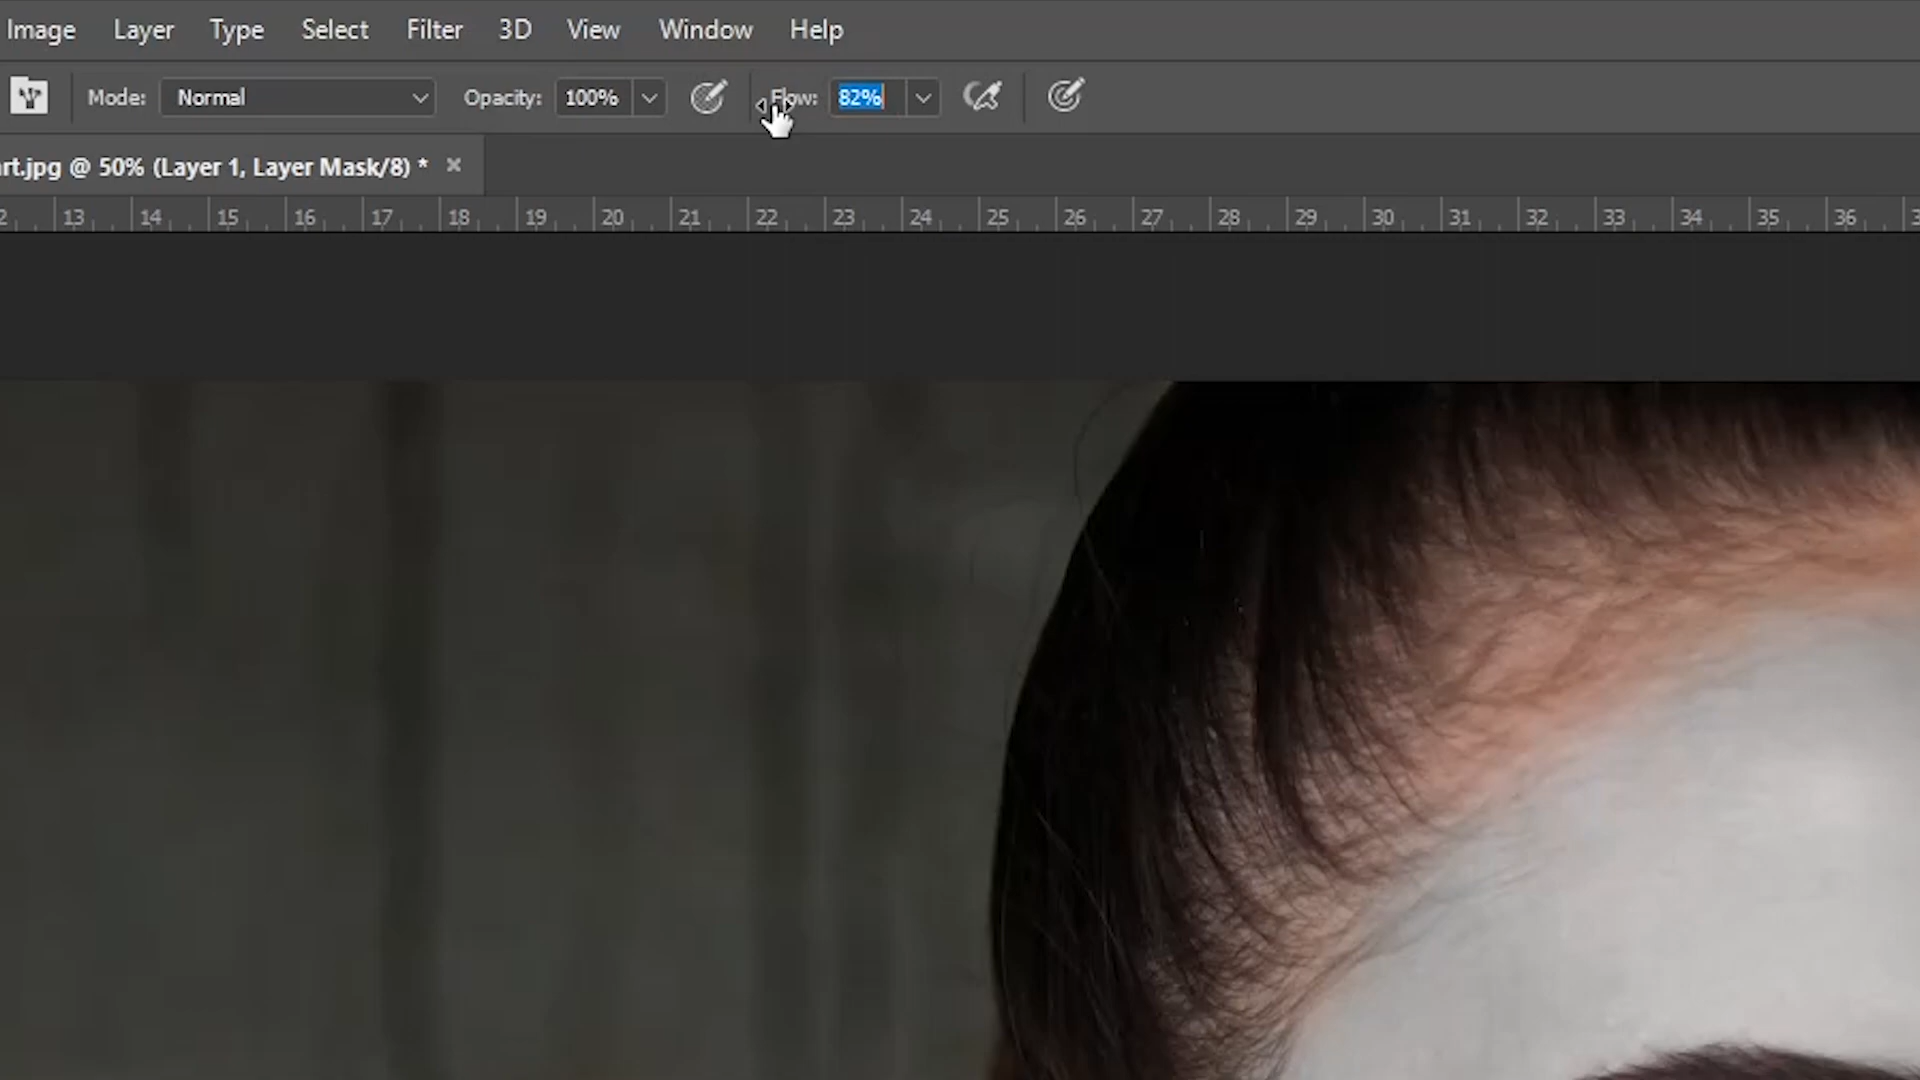 Image Layer Type Select Filter 3D View Window Help
Mode: Normal Opacity: 100% Flow: 82%
rt.jpg @ 50% (Layer 1, Layer Mask/8) * ×
2 13 14 15 16 17 18 19 20 21 22 23 24 25 26 27 28 29 30 31 32 33 34 35 36 3